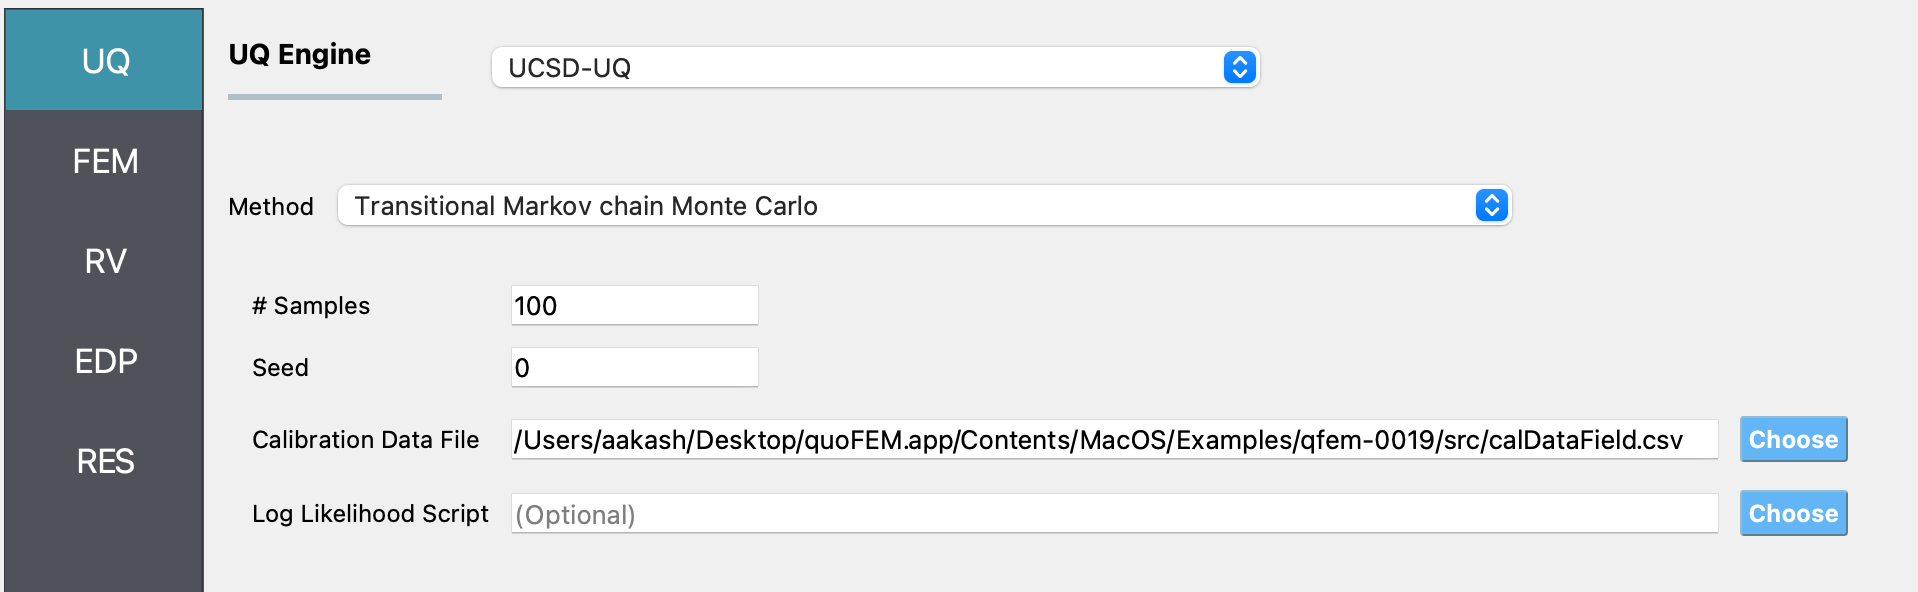 UQ
FEM
RV
EDP
RES
UQ Engine
UCSD-UQ
Method
Transitional Markov chain Monte Carlo
# Samples
100
Seed
0
Calibration Data File
/Users/aakash/Desktop/quoFEM.app/Contents/MacOS/Examples/qfem-0019/src/calDataField.csv
Choose
Log Likelihood Script
(Optional)
Choose